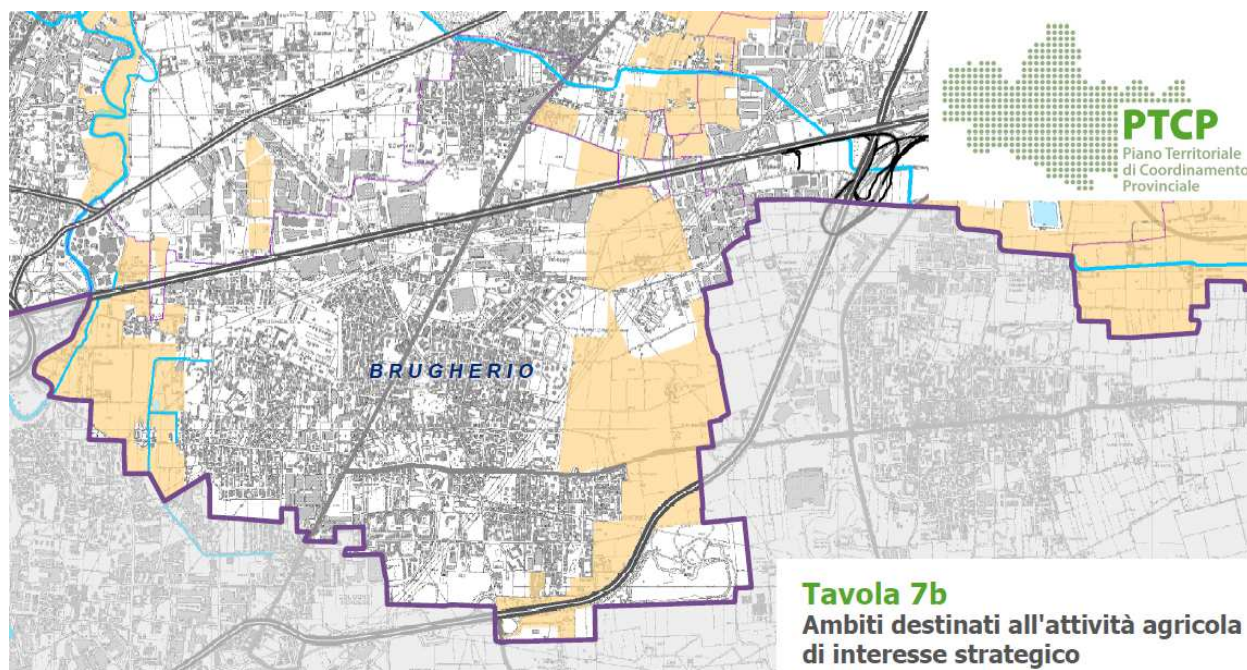 PTCP
Piano Territoriale
di Coordinamento
Provinciale
BRUGHERIO
Tavola 7b
Ambiti destinati all'attività agricola
di interesse strategico